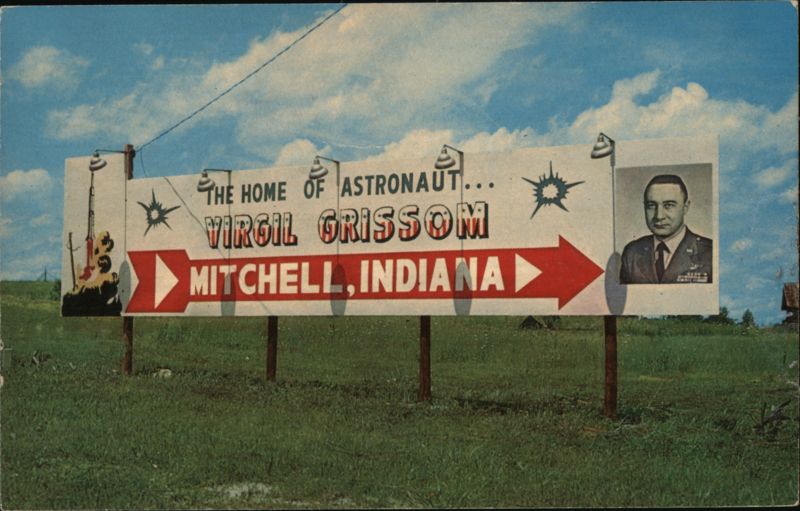 THE HOME OF ASTRONAUT...
VIRGIL GRISSOM
MITCHELL, INDIANA